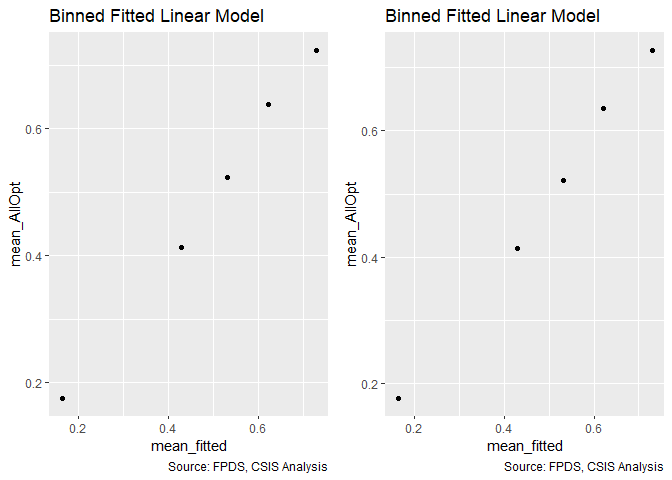 Binned Fitted Linear Model
mean_AllOpt
0.6
0.4
0.2
0.2 0.4 0.6
mean_fitted
Source: FPDS, CSIS Analysis
Binned Fitted Linear Model
mean_AllOpt
0.6
0.4
0.2
0.2 0.4 0.6
mean_fitted
Source: FPDS, CSIS Analysis